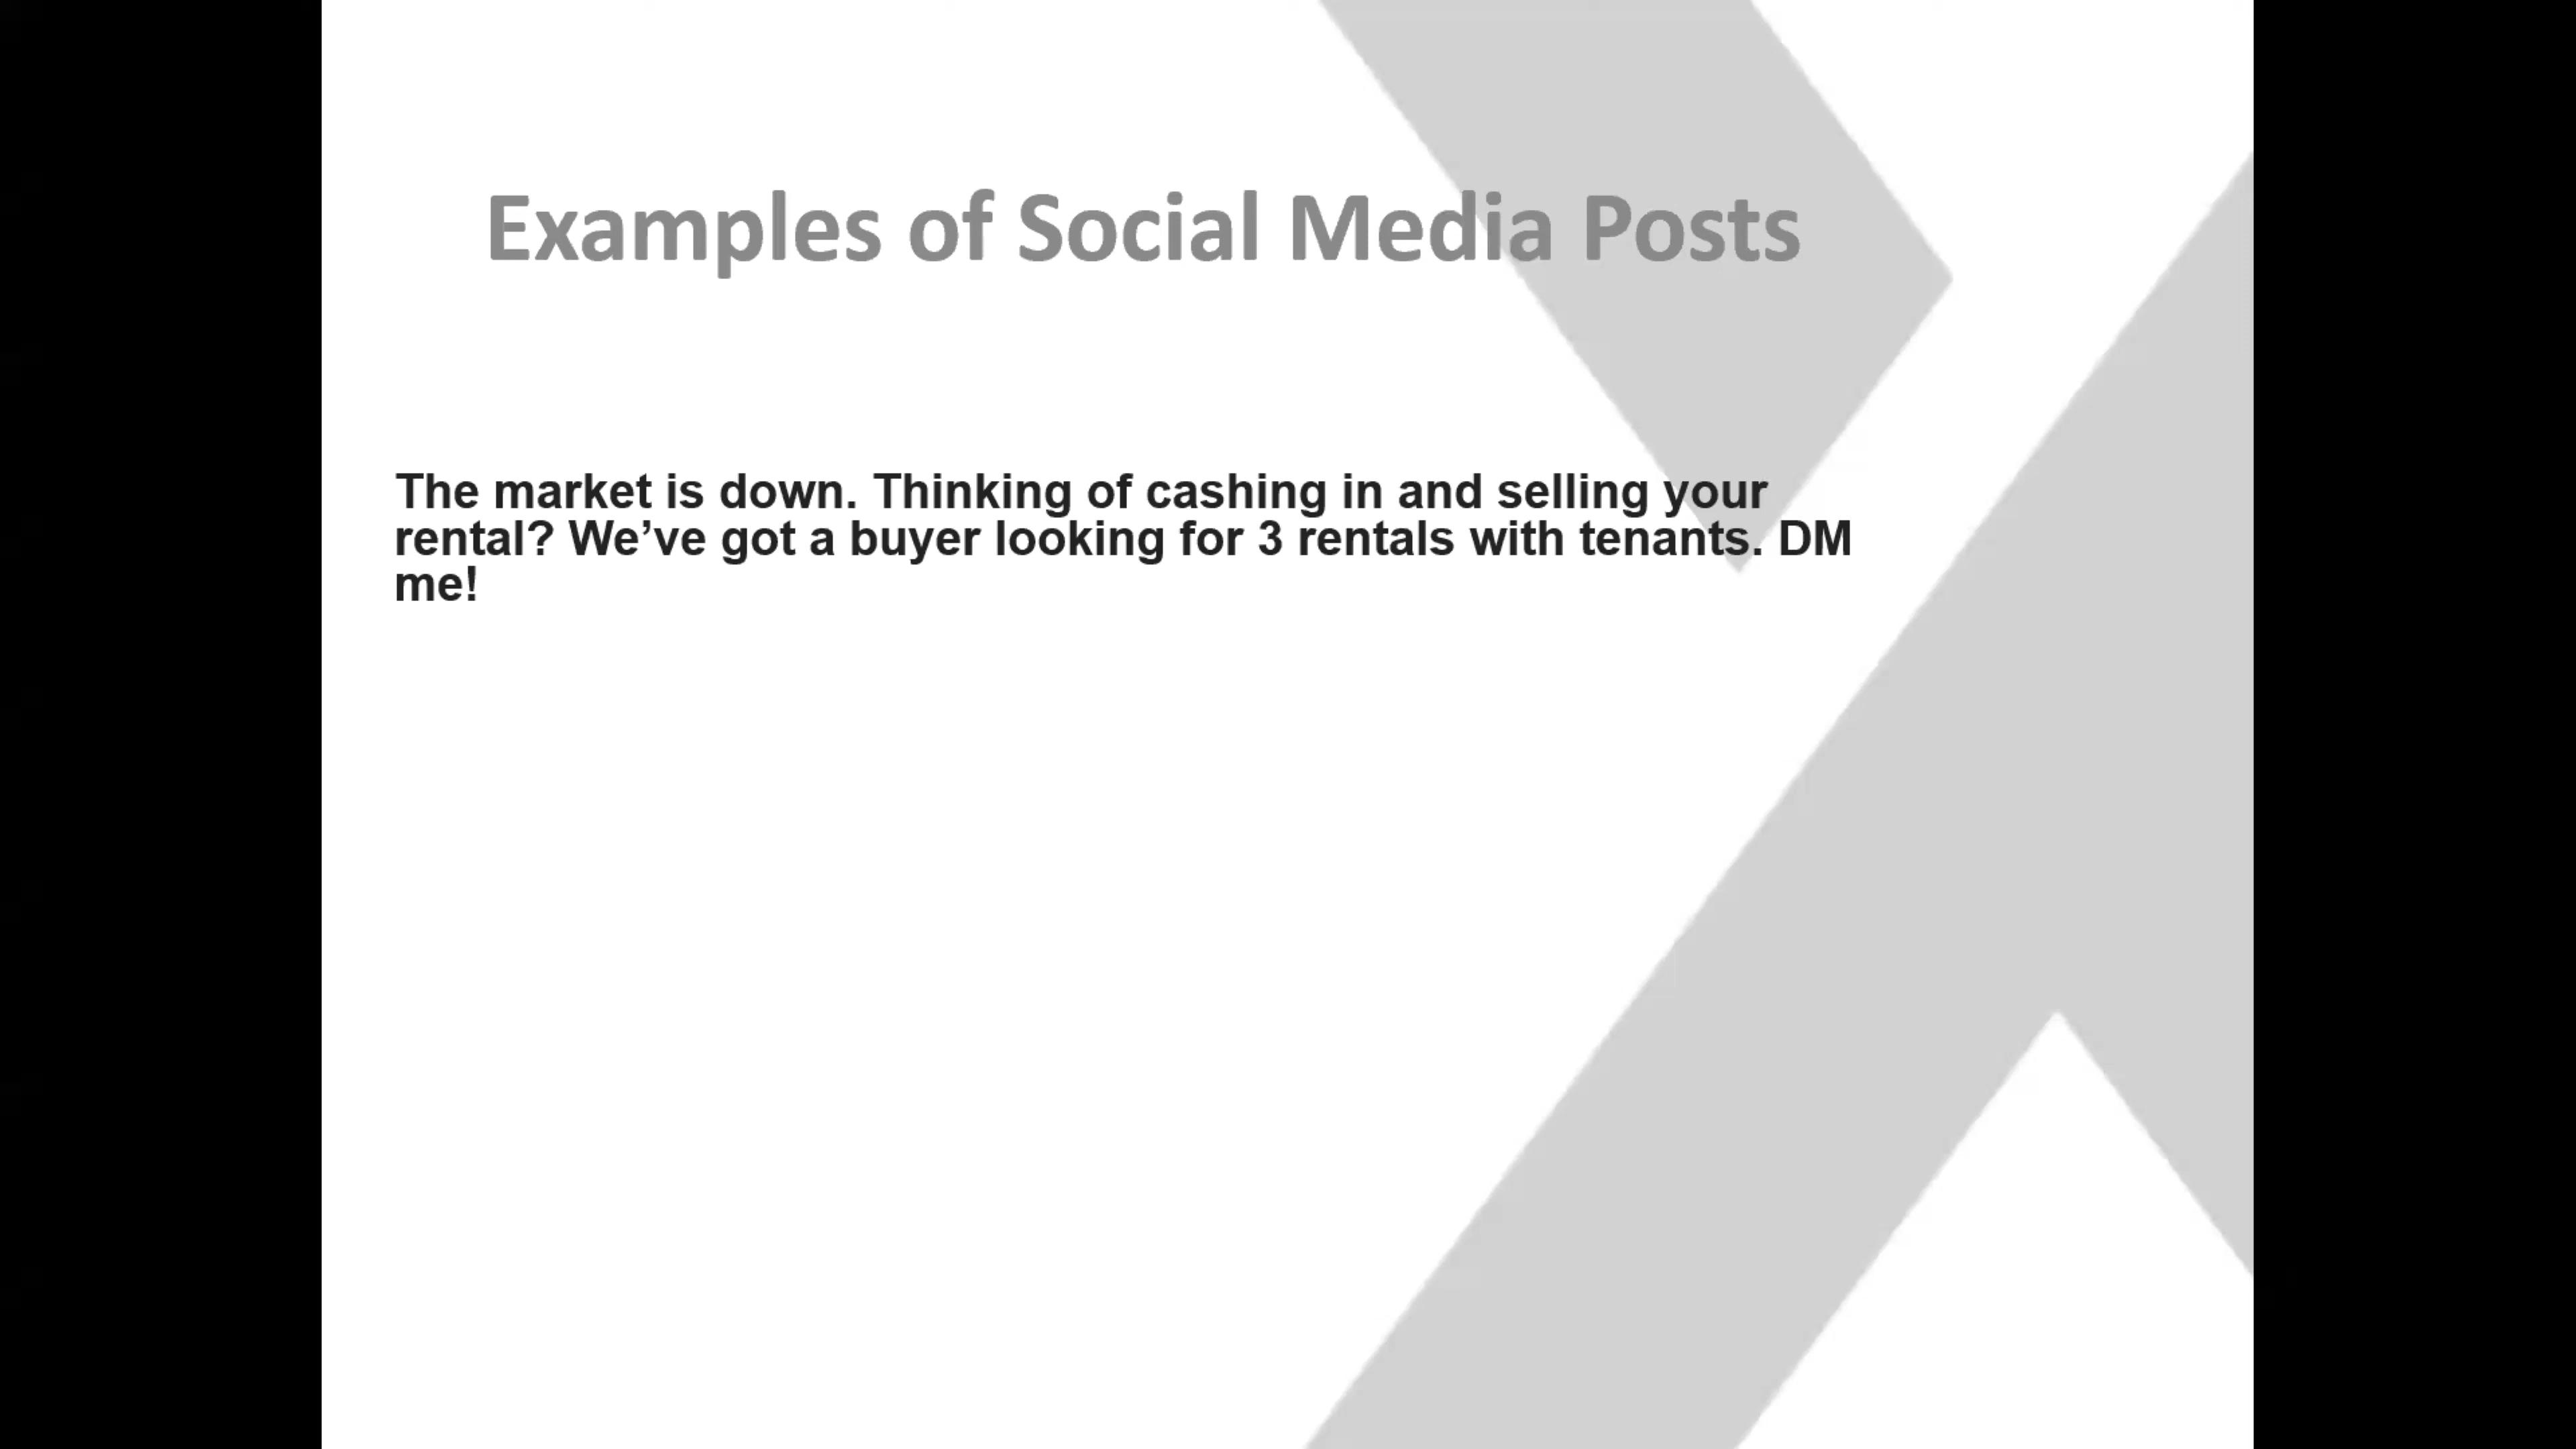 Examples of Social Media Posts
The market is down. Thinking of cashing in and selling your
rental? We’ve got a buyer looking for 3 rentals with tenants. DM
me!